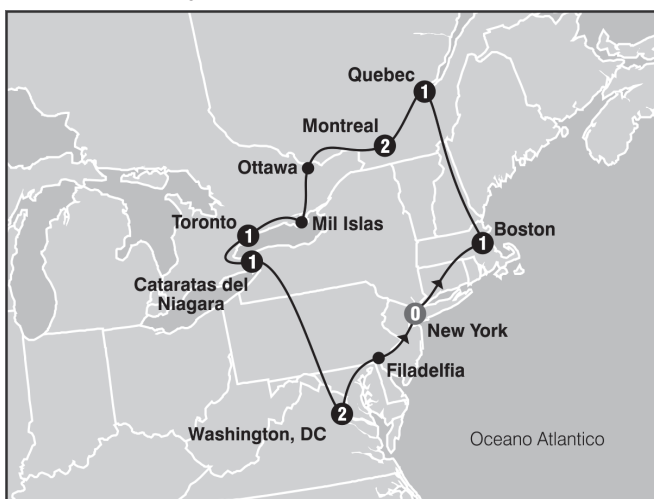 Quebec
1
Montreal
2
Ottawa
Toronto
1
Mil Islas
1
Boston
1
Cataratas del
Niagara
0
New York
Filadelfia
2
Washington, DC
Oceano Atlantico